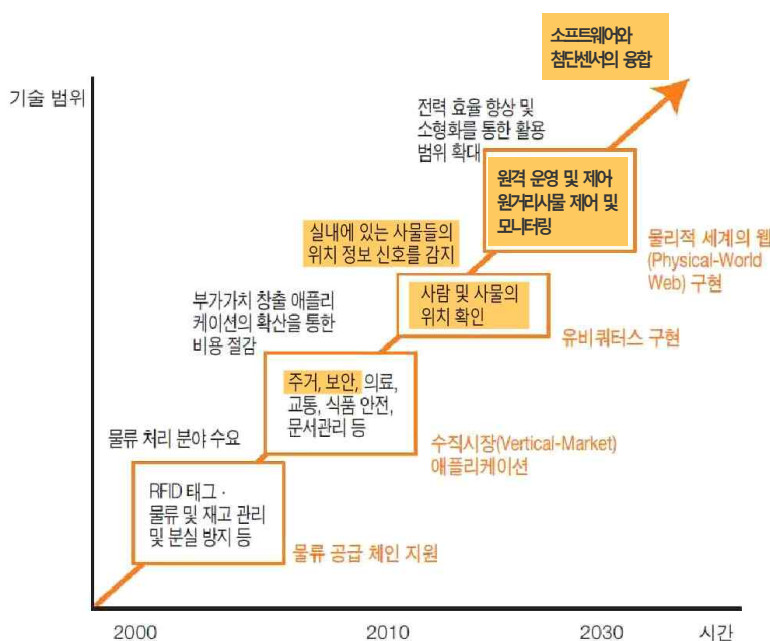 소프트웨어와
첨단센서의 융합
기술 범위
전력 효율 향상 및
소형화를 통한 활용
범위 확대
원격 운영 및 제어
원거리사물 제어 및
모니터링
물리적 세계의 웹
(Physical-World
Web) 구현
실내에 있는 사물들의
위치 정보 신호를 감지
사람 및 사물의
위치 확인
유비쿼터스 구현
부가가치 창출 애플리
케이션의 확산을 통한
비용 절감
주거, 보안, 의료,
교통, 식품 안전,
문서관리 등
수직시장(Vertical-Market)
애플리케이션
물류 처리 분야 수요
RFID 태그 ·
물류 및 재고 관리
및 분실 방지 등
물류 공급 체인 지원
2000
2010
2030
시간